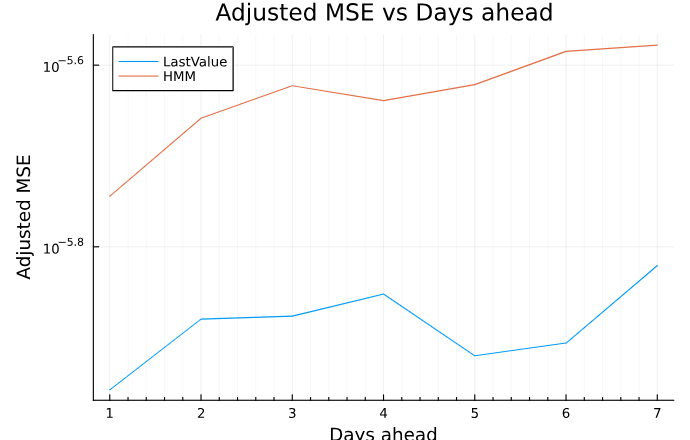 Adjusted MSE vs Days ahead
10^−5.6
LastValue
HMM
Adjusted MSE
10^−5.8
1 2 3 4 5 6 7
Days ahead